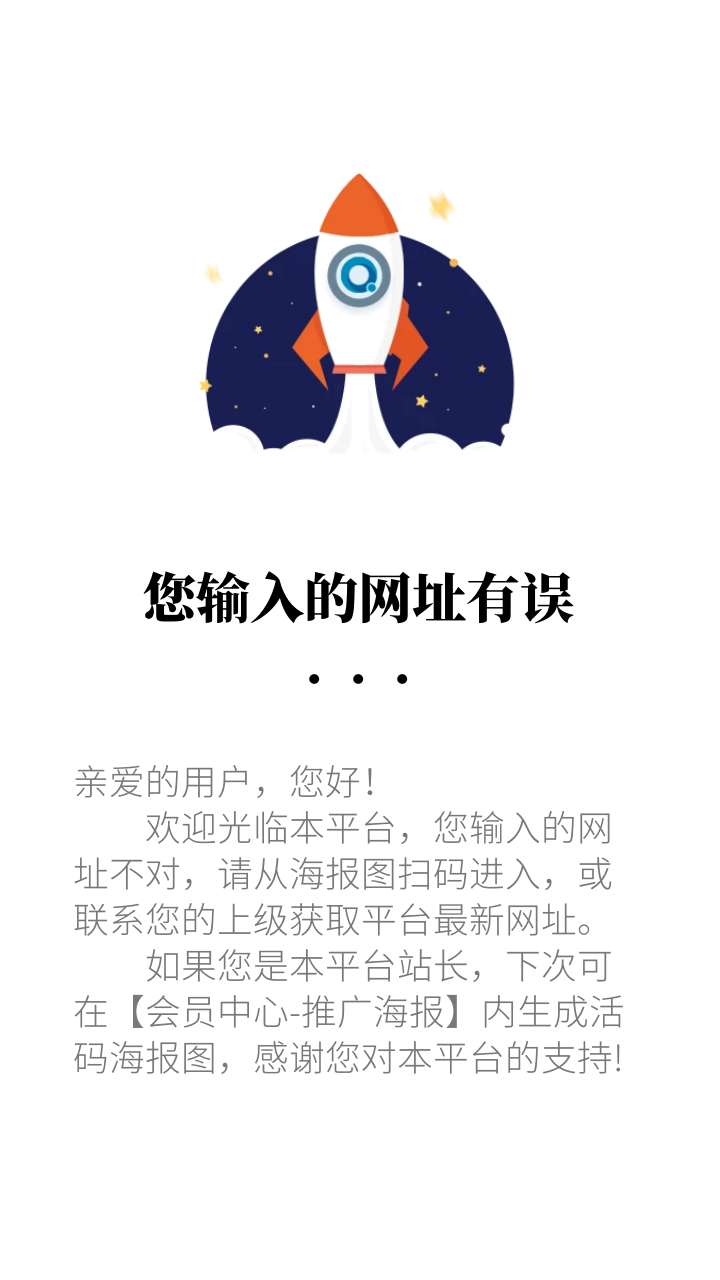 您输入的网址有误
· · ·
亲爱的用户，您好！
欢迎光临本平台，您输入的网
址不对，请从海报图扫码进入，或
联系您的上级获取平台最新网址。
如果您是本平台站长，下次可
在【会员中心-推广海报】内生成活
码海报图，感谢您对本平台的支持!